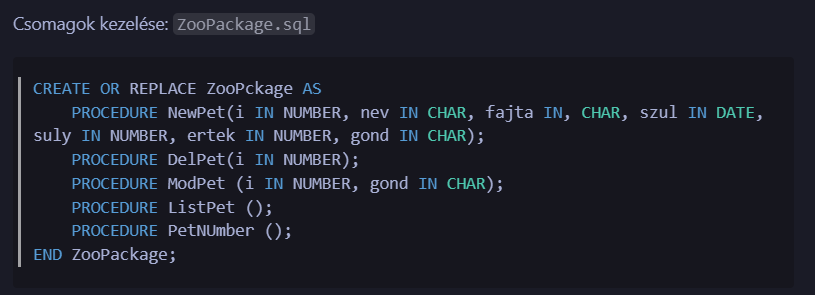 Csomagok kezelése: ZooPackage.sql
CREATE OR REPLACE ZooPckage AS
    PROCEDURE NewPet(i IN NUMBER, nev IN CHAR, fajta IN, CHAR, szul IN DATE,
suly IN NUMBER, ertek IN NUMBER, gond IN CHAR);
    PROCEDURE DelPet(i IN NUMBER);
    PROCEDURE ModPet (i IN NUMBER, gond IN CHAR);
    PROCEDURE ListPet ();
    PROCEDURE PetNUmber ();
END ZooPackage;